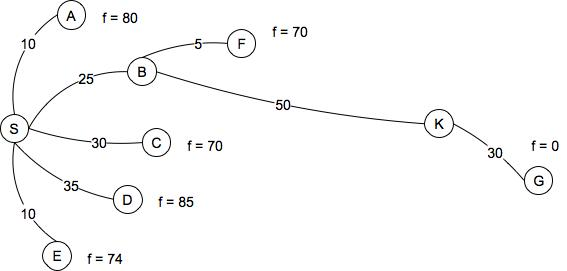 A f = 80
10
5 F f = 70
25 B
50
S K
30 C f = 70
30 f = 0
G
35 D f = 85
10
E f = 74